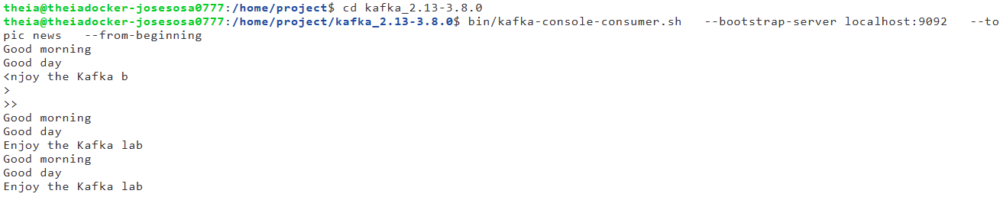 theia@theiadocker-josesosa0777:/home/project$ cd kafka_2.13-3.8.0
theia@theiadocker-josesosa0777:/home/project/kafka_2.13-3.8.0$ bin/kafka-console-consumer.sh   --bootstrap-server localhost:9092   --to
pic news   --from-beginning
Good morning
Good day
<njoy the Kafka b
>
>>
Good morning
Good day
Enjoy the Kafka lab
Good morning
Good day
Enjoy the Kafka lab